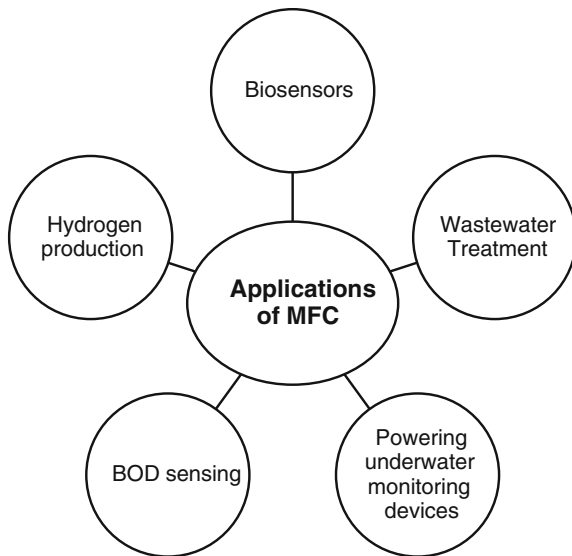 Biosensors
Hydrogen
production
Wastewater
Treatment
Applications
of MFC
BOD sensing
Powering
underwater
monitoring
devices